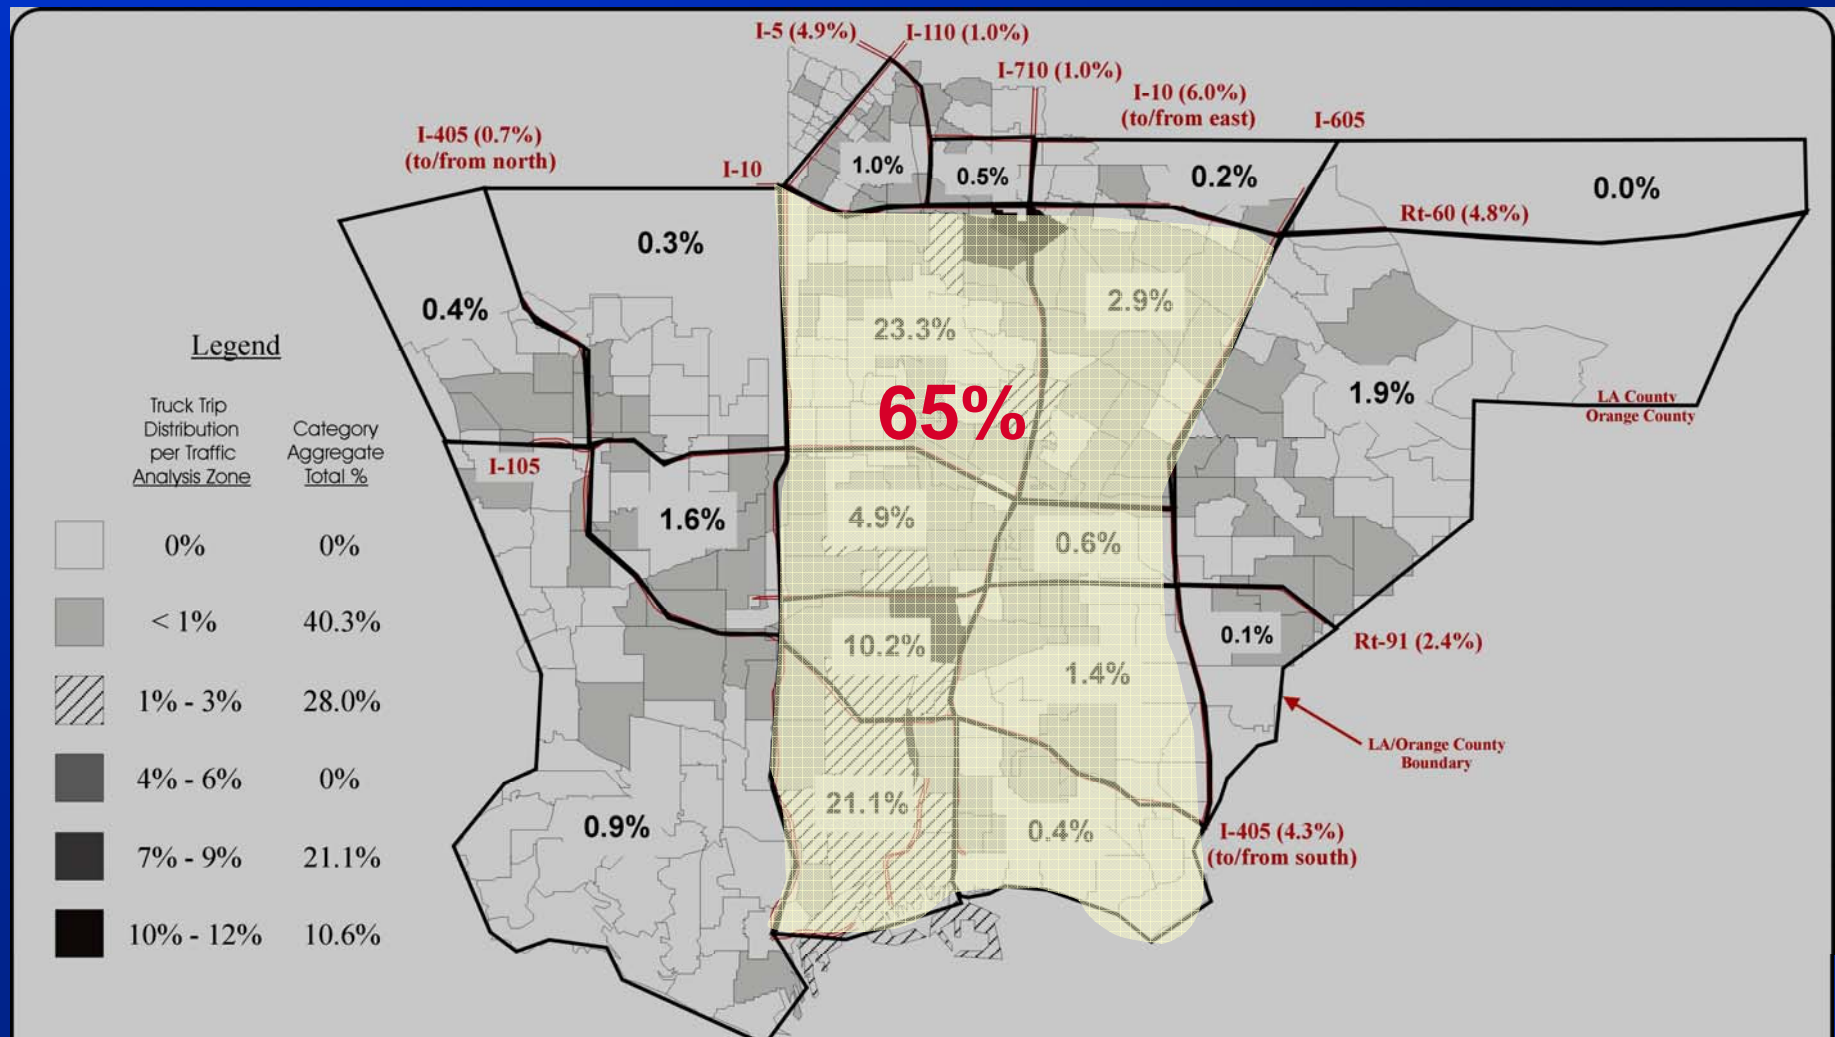 I-5 (4.9%)
I-110 (1.0%)
I-710 (1.0%)
I-10 (6.0%)
(to/from east)
I-605
I-405 (0.7%)
(to/from north)
I-10
1.0%
0.5%
0.2%
0.0%
Rt-60 (4.8%)
0.3%
0.4%
2.9%
23.3%
65%
1.9%
LA County
Orange County
I-105
1.6%
4.9%
0.6%
10.2%
1.4%
0.1%
Rt-91 (2.4%)
LA/Orange County
Boundary
21.1%
0.9%
0.4%
I-405 (4.3%)
(to/from south)
Legend
Truck Trip
Distribution
per Traffic
Analysis Zone
Category
Aggregate
Total %
0% 0%
< 1% 40.3%
1% - 3% 28.0%
4% - 6% 0%
7% - 9% 21.1%
10% - 12% 10.6%